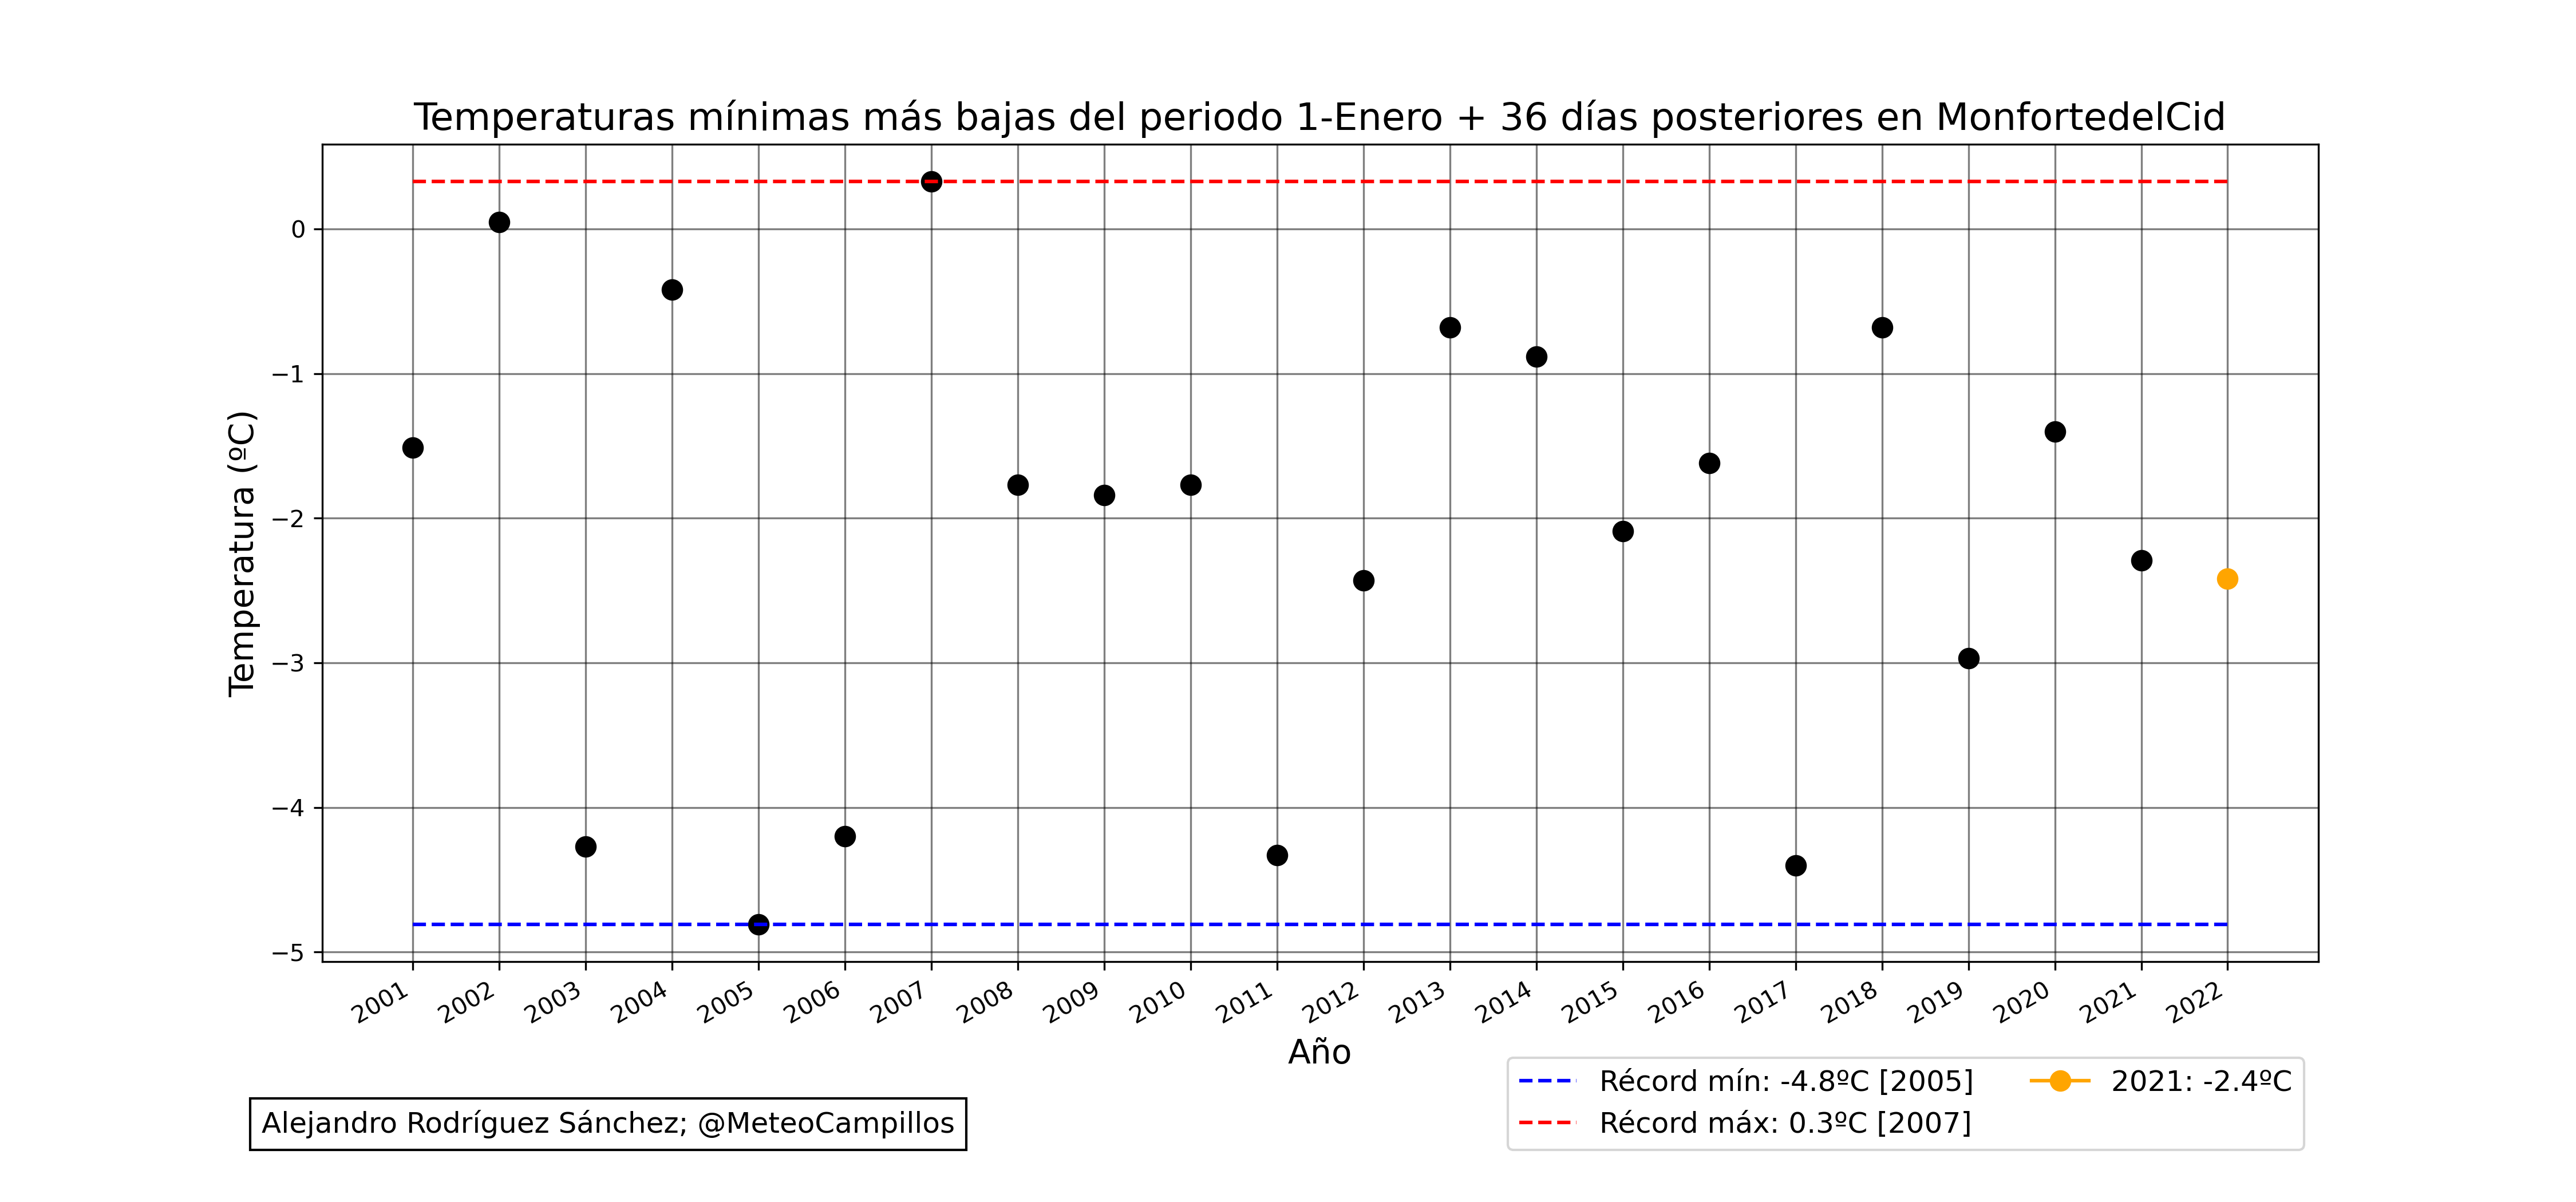 Temperaturas mínimas más bajas del periodo 1-Enero + 36 días posteriores en MonfortedelCid
Temperatura (ºC)
0
−1
−2
−3
−4
−5
2001 2002 2003 2004 2005 2006 2007 2008 2009 2010 2011 2012 2013 2014 2015 2016 2017 2018 2019 2020 2021 2022
Año
Récord mín: -4.8ºC [2005]
Récord máx: 0.3ºC [2007]
2021: -2.4ºC
Alejandro Rodríguez Sánchez; @MeteoCampillos